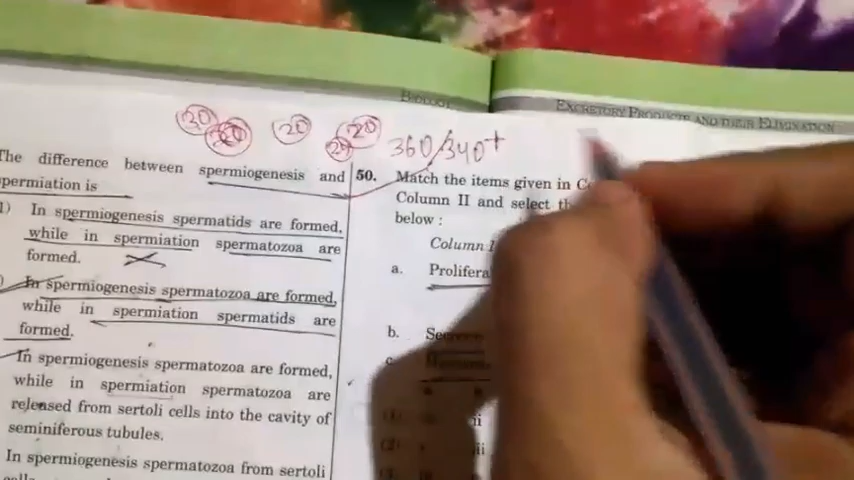 BIOLOGY
EXCRETORY PRODUCTS AND THEIR ELIMINATION
20 20 20 20
360/340+
The difference between spermiogenesis and
spermiation is
1) In spermiogenesis spermatids are formed,
while in spermiation spermatozoa are
formed.
In spermiogenesis spermatozoa are formed,
while in spermiation spermatids are
formed.
In spermiogenesis spermatozoa are formed,
while in spermiation spermatozoa are
released from sertoli cells into the cavity of
seminiferous tubules.
In spermiogenesis spermatozoa from sertoli
50. Match the items given in
Column II and select the
below :
Column I
a. Prolifera
b.
c.
(1)
(2)